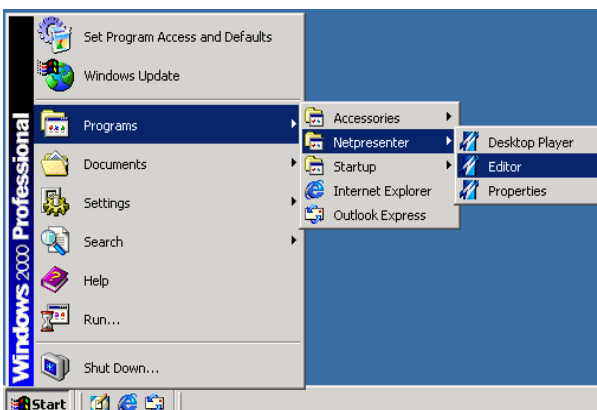 Set Program Access and Defaults
Windows Update
Programs
Documents
Settings
Search
Help
Run...
Shut Down...
Windows 2000 Professional
Accessories
Netpresenter
Startup
Internet Explorer
Outlook Express
Desktop Player
Editor
Properties
Start